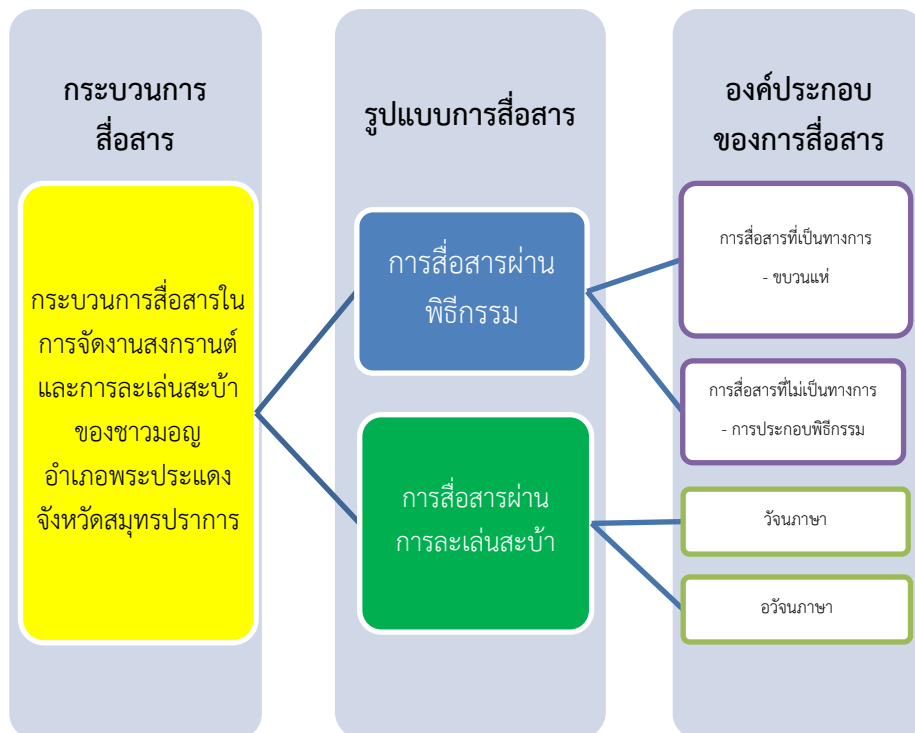 กระบวนการ
สื่อสาร
กระบวนการสื่อสารใน
การจัดงานสงกรานต์
และการละเล่นสะบ้า
ของชาวมอญ
อำเภอพระประแดง
จังหวัดสมุทรปราการ
รูปแบบการสื่อสาร
การสื่อสารผ่าน
พิธีกรรม
การสื่อสารผ่าน
การละเล่นสะบ้า
องค์ประกอบ
ของการสื่อสาร
การสื่อสารที่เป็นทางการ
- ขบวนแห่
การสื่อสารที่ไม่เป็นทางการ
- การประกอบพิธีกรรม
วัจนภาษา
อวัจนภาษา